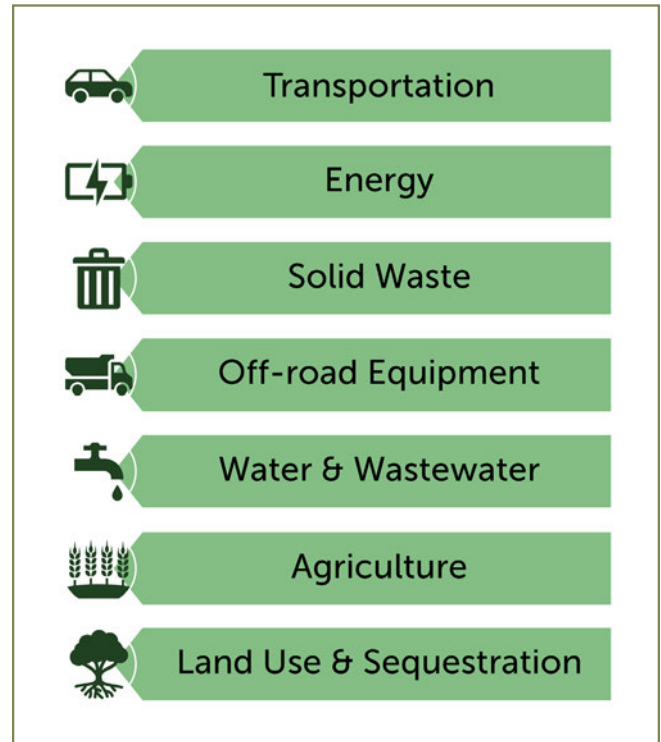 Transportation
Energy
Solid Waste
Off-road Equipment
Water & Wastewater
Agriculture
Land Use & Sequestration